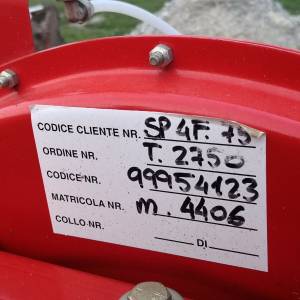 CODICE CLIENTE NR. SP4F.75
ORDINE NR. T. 2750
CODICE NR. 99954123
MATRICOLA NR. m. 4406
COLLO NR.
DI